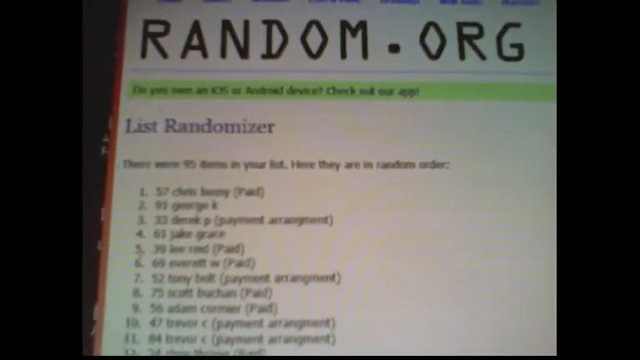 RANDOM.ORG
Do you own an iOS or Android device? Check out our app!
List Randomizer
There were 95 items in your list. Here they are in random order:
1. 57 chris (Paid)
2. 93 george k
3. 33 derek p (payment arrangment)
4. 61 jake grace
5. 39 lee reid (Paid)
6. 69 everett w (Paid)
7. 52 tony bolt (payment arrangment)
8. 75 scott buchan (Paid)
9. 56 adam cormier (Paid)
10. 47 trevor c (payment arrangment)
11. 84 trevor c (payment arrangment)